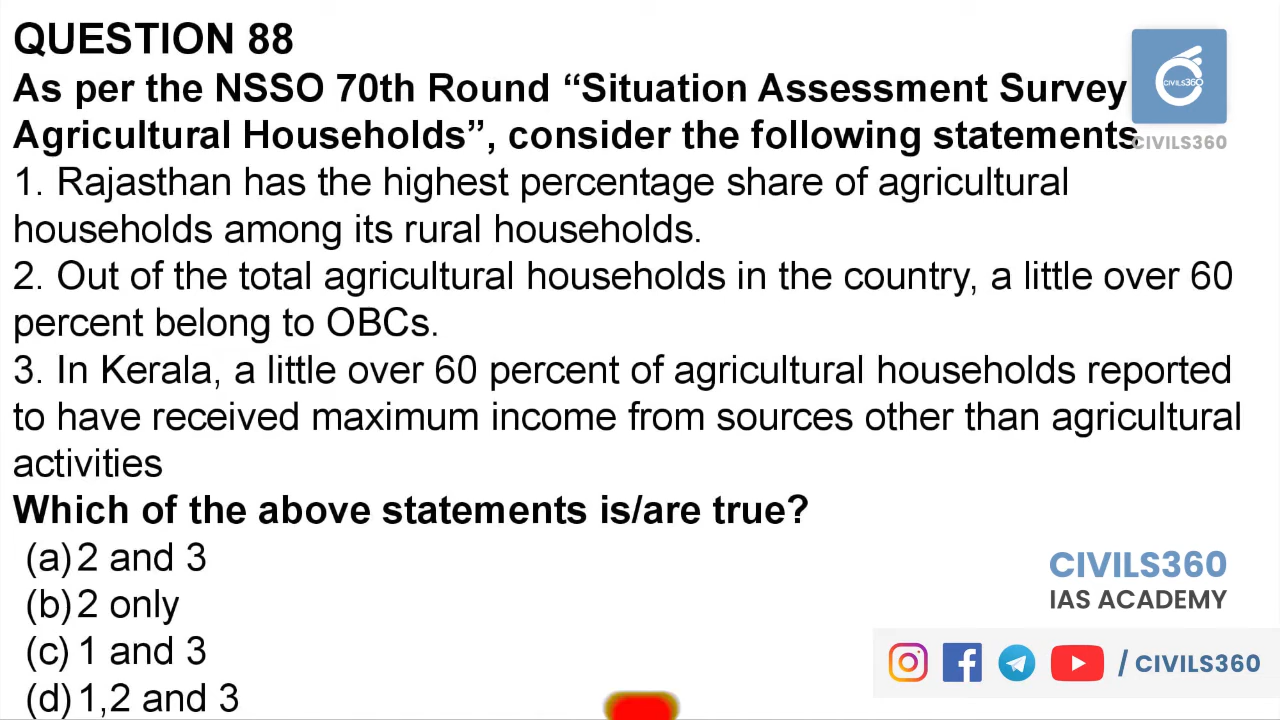 QUESTION 88
As per the NSSO 70th Round “Situation Assessment Survey
Agricultural Households”, consider the following statements
1. Rajasthan has the highest percentage share of agricultural
households among its rural households.
2. Out of the total agricultural households in the country, a little over 60
percent belong to OBCs.
3. In Kerala, a little over 60 percent of agricultural households reported
to have received maximum income from sources other than agricultural
activities
Which of the above statements is/are true?
(a) 2 and 3
(b) 2 only
(c) 1 and 3
(d) 1,2 and 3
CIVILS360
CIVILS360
CIVILS360
IAS ACADEMY
/ CIVILS360